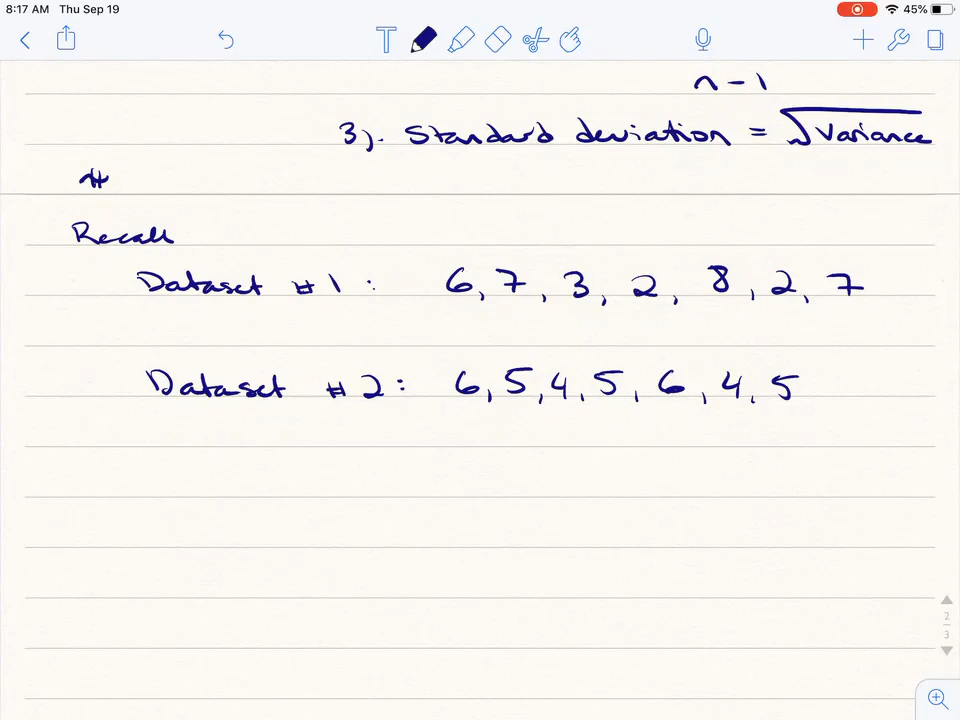 8:17 AM Thu Sep 19 45%
n - 1
3). Standard deviation = √variance
#
Recall
Dataset #1: 6, 7, 3, 2, 8, 2, 7
Dataset #2: 6, 5, 4, 5, 6, 4, 5
2
3